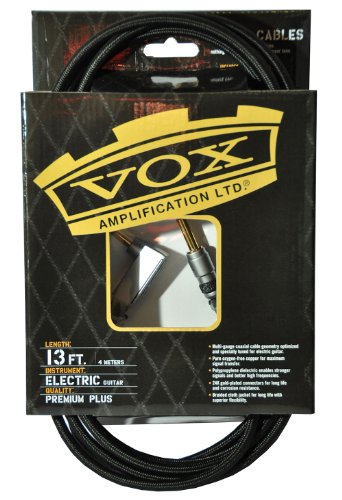 CABLES
VOX
AMPLIFICATION LTD.®
LENGTH:
13 FT. 4 METERS
INSTRUMENT:
ELECTRIC GUITAR
QUALITY:
PREMIUM PLUS
• Multi-gauge coaxial cable geometry optimized
and specially tuned for electric guitar.
• Pure oxygen-free copper for maximum
signal transfer.
• Polypropylene dielectric enables stronger
signals and better high frequencies.
• 24K gold-plated connectors for long life
and corrosion resistance.
• Braided cloth jacket for long life with
superior flexibility.